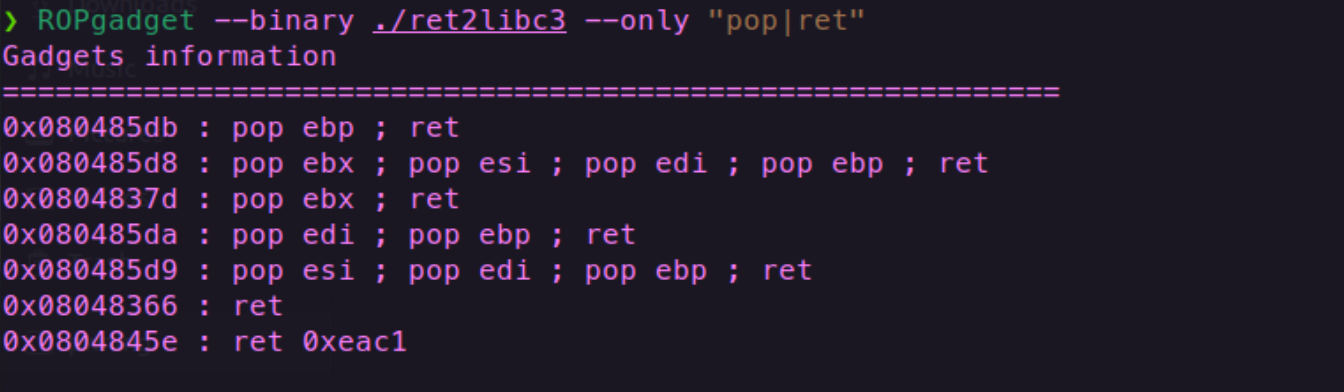 ❯ ROPgadget --binary ./ret2libc3 --only "pop|ret"
Gadgets information
============================================================
0x080485db : pop ebp ; ret
0x080485d8 : pop ebx ; pop esi ; pop edi ; pop ebp ; ret
0x0804837d : pop ebx ; ret
0x080485da : pop edi ; pop ebp ; ret
0x080485d9 : pop esi ; pop edi ; pop ebp ; ret
0x08048366 : ret
0x0804845e : ret 0xeac1